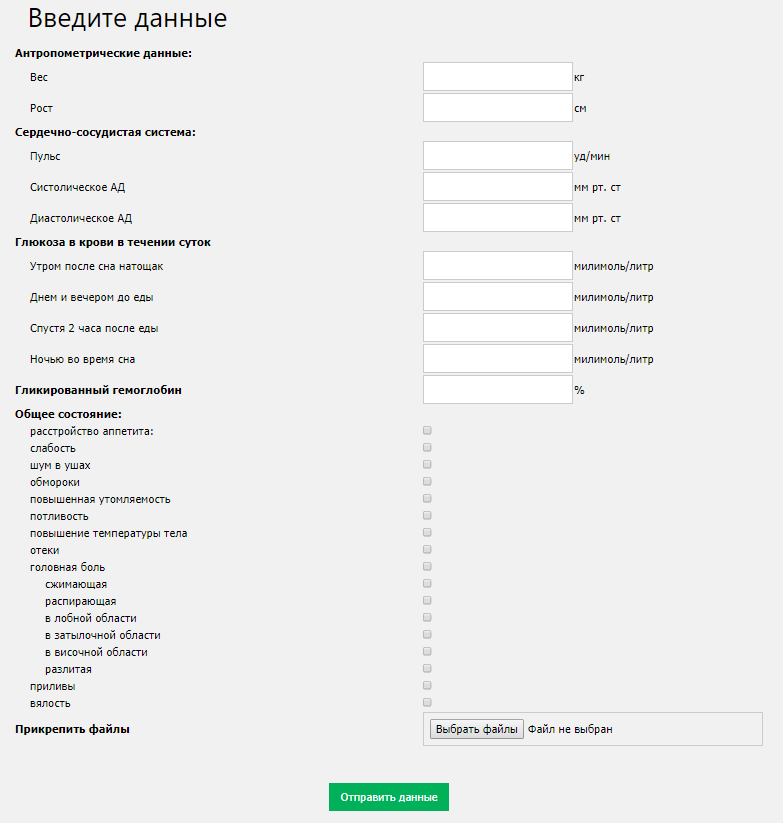 Введите данные
Антропометрические данные:
Вес кг
Рост см
Сердечно-сосудистая система:
Пульс уд/мин
Систолическое АД мм рт. ст
Диастолическое АД мм рт. ст
Глюкоза в крови в течении суток
Утром после сна натощак милимоль/литр
Днем и вечером до еды милимоль/литр
Спустя 2 часа после еды милимоль/литр
Ночью во время сна милимоль/литр
Гликированный гемоглобин %
Общее состояние:
расстройство аппетита:
слабость
шум в ушах
обмороки
повышенная утомляемость
потливость
повышение температуры тела
отеки
головная боль
сжимающая
распирающая
в лобной области
в затылочной области
в височной области
разлитая
приливы
вялость
Прикрепить файлы Выбрать файлы Файл не выбран
Отправить данные